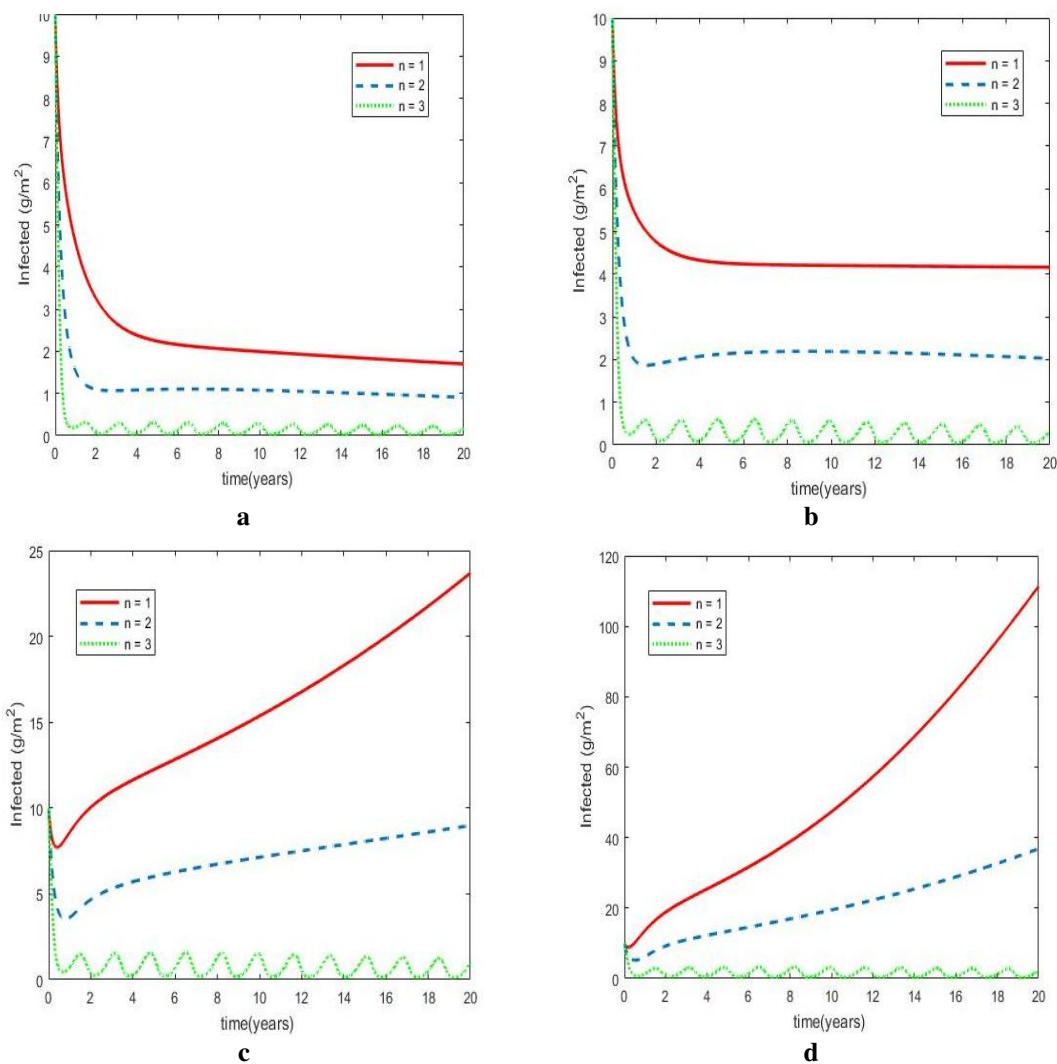 10
9
8
7
6
5
4
3
2
1
0
Infected (g/m²)
n = 1
n = 2
n = 3
0 2 4 6 8 10 12 14 16 18 20
time(years)
a
10
9
8
7
6
5
4
3
2
1
0
Infected (g/m²)
n = 1
n = 2
n = 3
0 2 4 6 8 10 12 14 16 18 20
time(years)
b
25
20
15
10
5
0
Infected (g/m²)
n = 1
n = 2
n = 3
0 2 4 6 8 10 12 14 16 18 20
time(years)
c
120
100
80
60
40
20
0
Infected (g/m²)
n = 1
n = 2
n = 3
0 2 4 6 8 10 12 14 16 18 20
time(years)
d